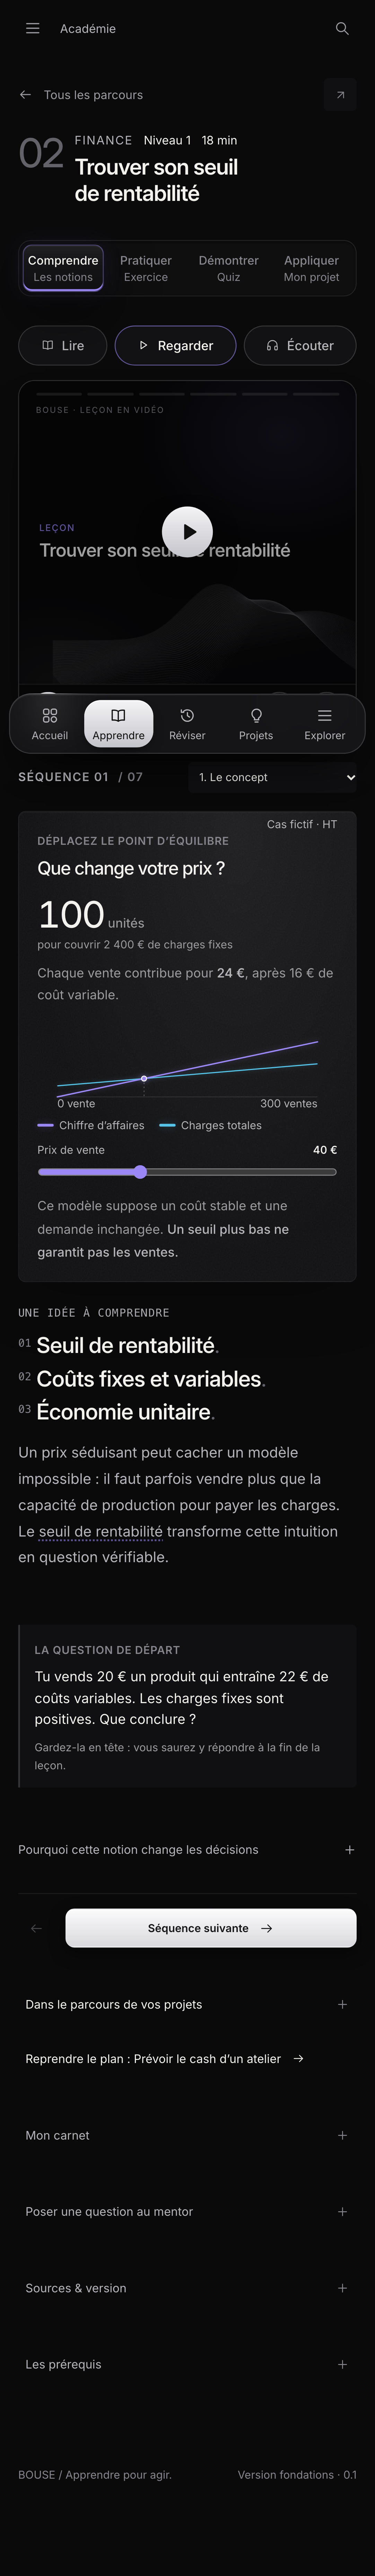 Académie
Tous les parcours
02
FINANCE Niveau 1 18 min
Trouver son seuil
de rentabilité
Comprendre
Les notions
Pratiquer
Exercice
Démontrer
Quiz
Appliquer
Mon projet
Lire
Regarder
Écouter
BOUSE · LEÇON EN VIDÉO
LEÇON
Trouver son seuil de rentabilité
Accueil
Apprendre
Réviser
Projets
Explorer
SÉQUENCE 01 / 07
1. Le concept
Cas fictif · HT
DÉPLACEZ LE POINT D'ÉQUILIBRE
Que change votre prix ?
100 unités
pour couvrir 2 400 € de charges fixes
Chaque vente contribue pour 24 €, après 16 € de
coût variable.
0 vente
300 ventes
Chiffre d'affaires
Charges totales
Prix de vente
40 €
Ce modèle suppose un coût stable et une
demande inchangée. Un seuil plus bas ne
garantit pas les ventes.
UNE IDÉE À COMPRENDRE
01 Seuil de rentabilité.
02 Coûts fixes et variables.
03 Économie unitaire.
Un prix séduisant peut cacher un modèle
impossible : il faut parfois vendre plus que la
capacité de production pour payer les charges.
Le seuil de rentabilité transforme cette intuition
en question vérifiable.
LA QUESTION DE DÉPART
Tu vends 20 € un produit qui entraîne 22 € de
coûts variables. Les charges fixes sont
positives. Que conclure ?
Gardez-la en tête : vous saurez y répondre à la fin de la
leçon.
Pourquoi cette notion change les décisions
Séquence suivante
Dans le parcours de vos projets
Reprendre le plan : Prévoir le cash d'un atelier
Mon carnet
Poser une question au mentor
Sources & version
Les prérequis
BOUSE / Apprendre pour agir.
Version fondations · 0.1